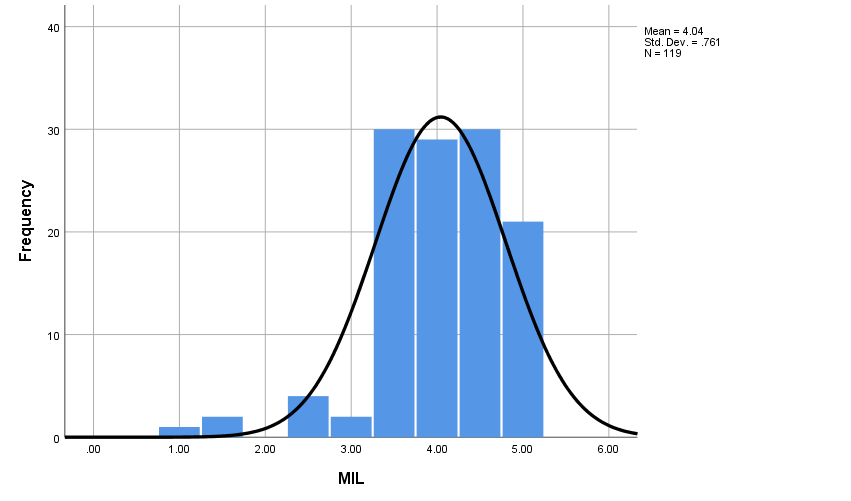 Mean = 4.04
Std. Dev. = .761
N = 119
40
30
20
10
0
Frequency
.00 1.00 2.00 3.00 4.00 5.00 6.00
MIL